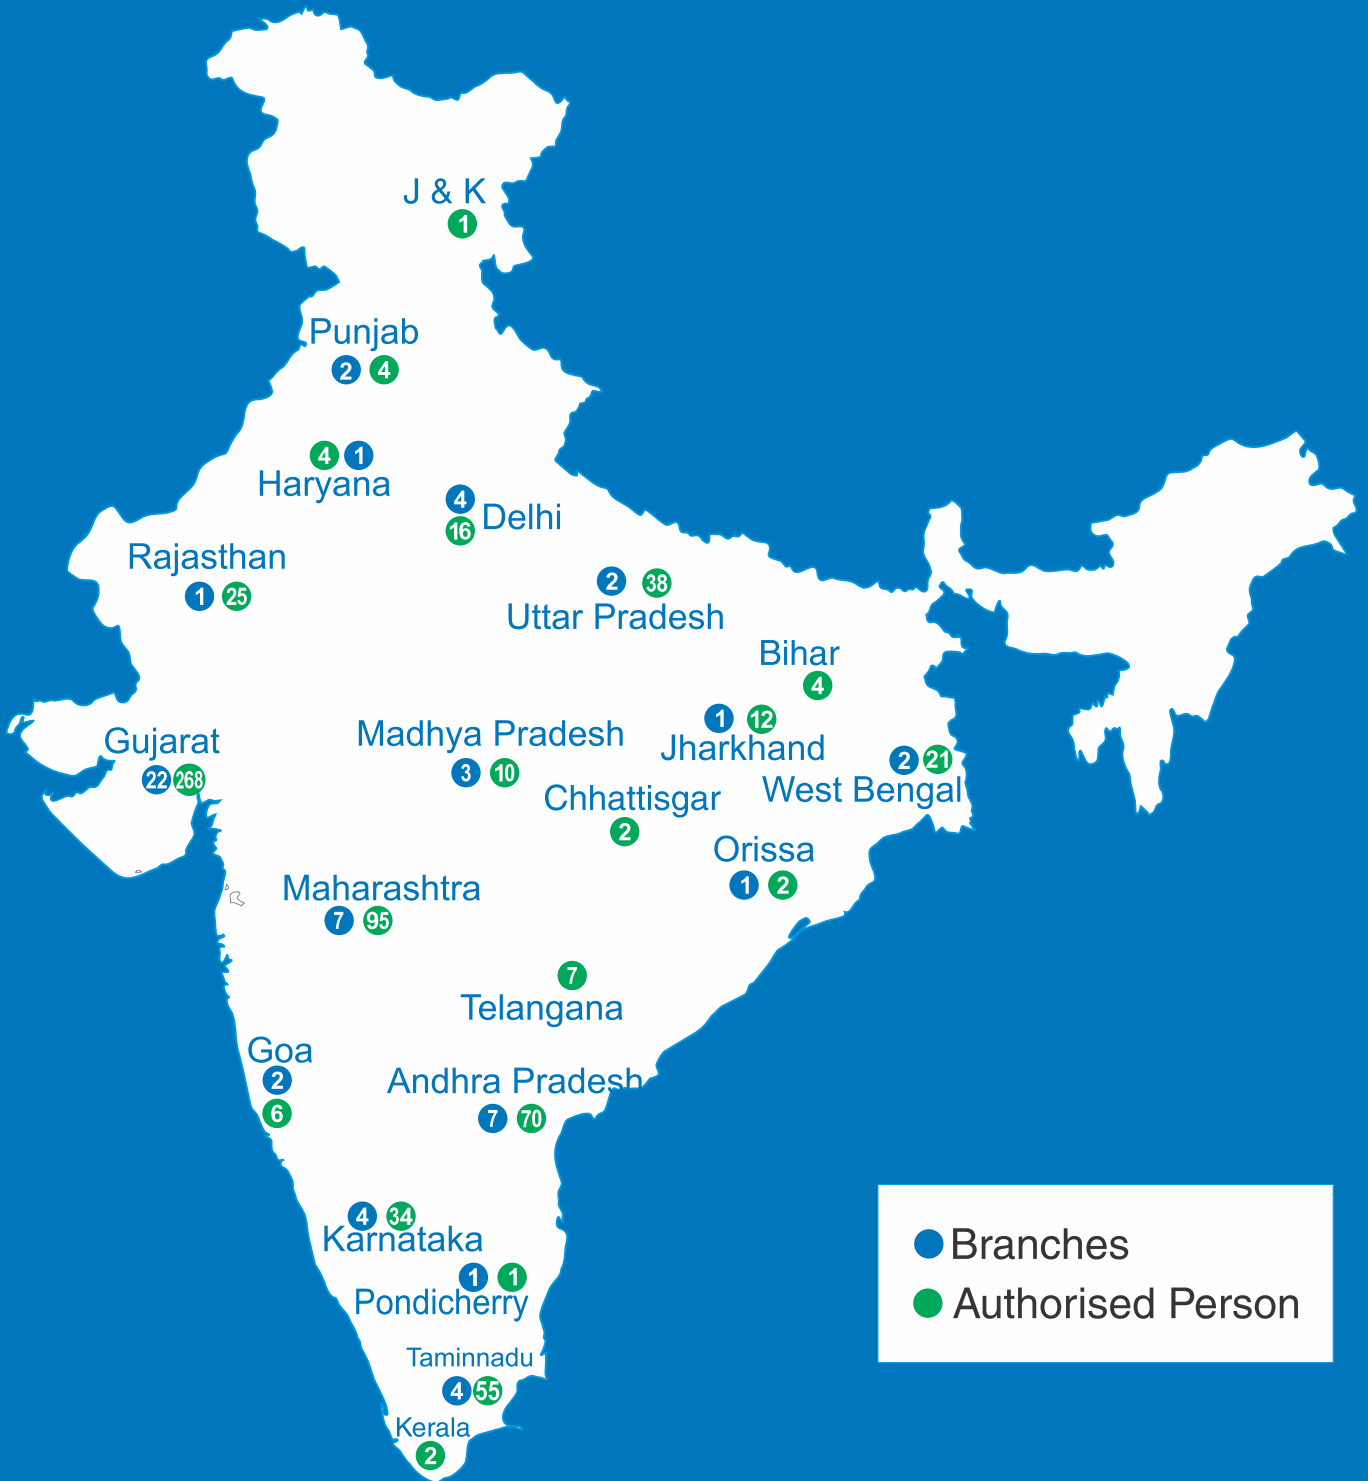 J & K
1
Punjab
2 4
4 1
Haryana
4
Delhi
16
Rajasthan
1 25
2 38
Uttar Pradesh
Bihar
4
1 12
Jharkhand
Madhya Pradesh
3 10
Gujarat
22 268
2 21
West Bengal
Chhattisgar
2
Orissa
1 2
Maharashtra
7 95
7
Telangana
Goa
2
6
Andhra Pradesh
7 70
4 34
Karnataka
1 1
Pondicherry
Taminnadu
4 55
Kerala
2
Branches
Authorised Person